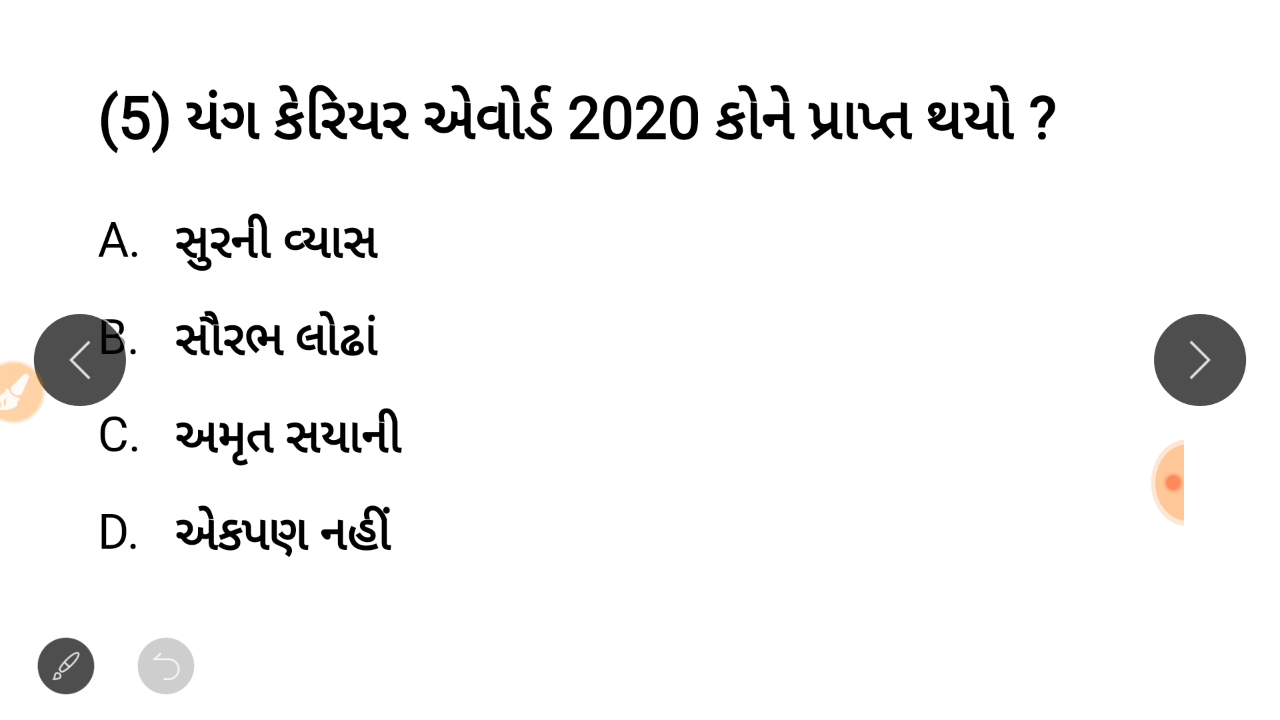 (5) યંગ કેરિયર એવોર્ડ 2020 કોને પ્રાપ્ત થયો ?
A. સુરની વ્યાસ
B. સૌરભ લોઢાં
C. અમૃત સયાની
D. એકપણ નહીં